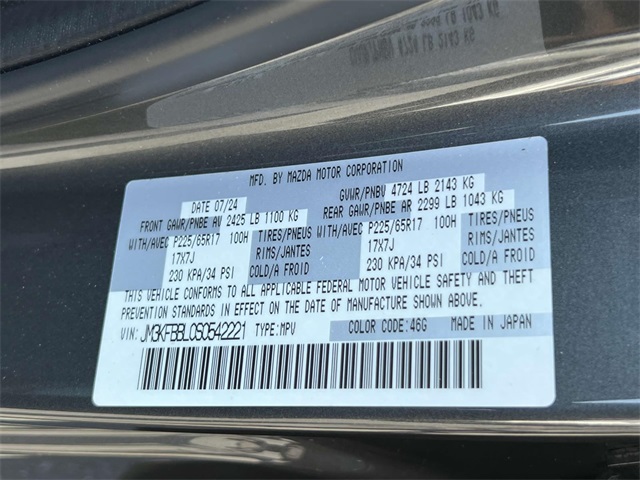 MFD. BY MAZDA MOTOR CORPORATION
DATE 07/24 GVWR/PNBV 4724 LB 2143 KG
FRONT GAWR/PNBE AV 2425 LB 1100 KG REAR GAWR/PNBE AR 2299 LB 1043 KG
WITH/AVEC P225/65R17 100H TIRES/PNEUS WITH/AVEC P225/65R17 100H TIRES/PNEUS
17X7J RIMS/JANTES 17X7J RIMS/JANTES
230 KPA/34 PSI COLD/A FROID 230 KPA/34 PSI COLD/A FROID
THIS VEHICLE CONFORMS TO ALL APPLICABLE FEDERAL MOTOR VEHICLE SAFETY AND THEFT
PREVENTION STANDARDS IN EFFECT ON THE DATE OF MANUFACTURE SHOWN ABOVE.
VIN: JM3KFBBL0S0542221 TYPE: MPV COLOR CODE: 46G MADE IN JAPAN